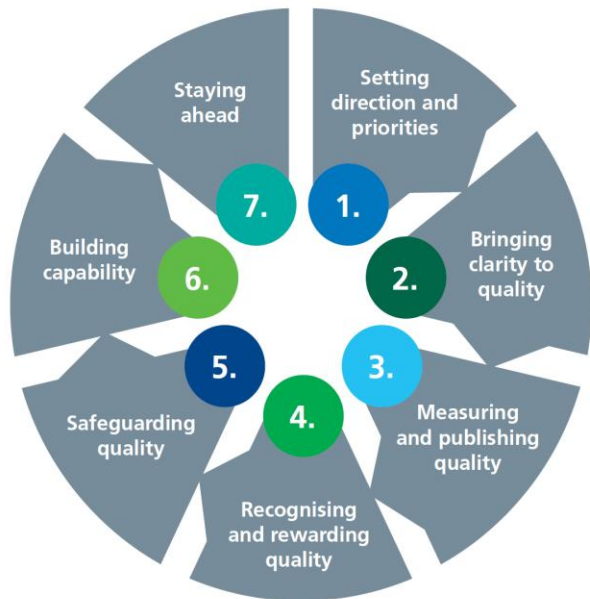 1.
Setting
direction and
priorities
2.
Bringing
clarity to
quality
3.
Measuring
and publishing
quality
4.
Recognising
and rewarding
quality
5.
Safeguarding
quality
6.
Building
capability
7.
Staying
ahead